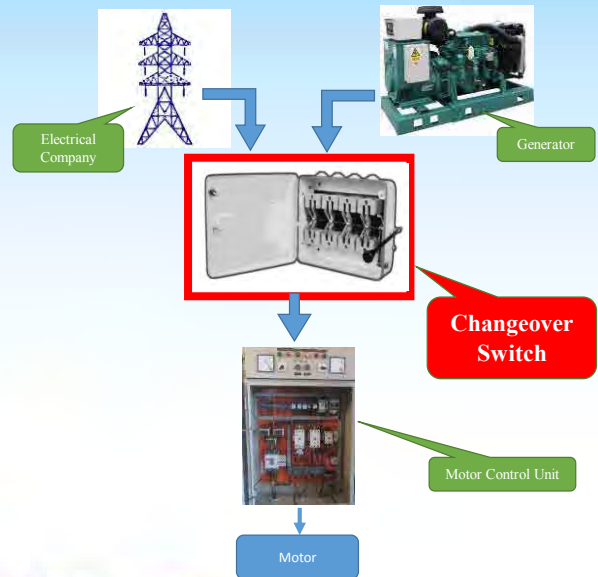 Electrical
Company
Generator
Changeover
Switch
Motor Control Unit
Motor